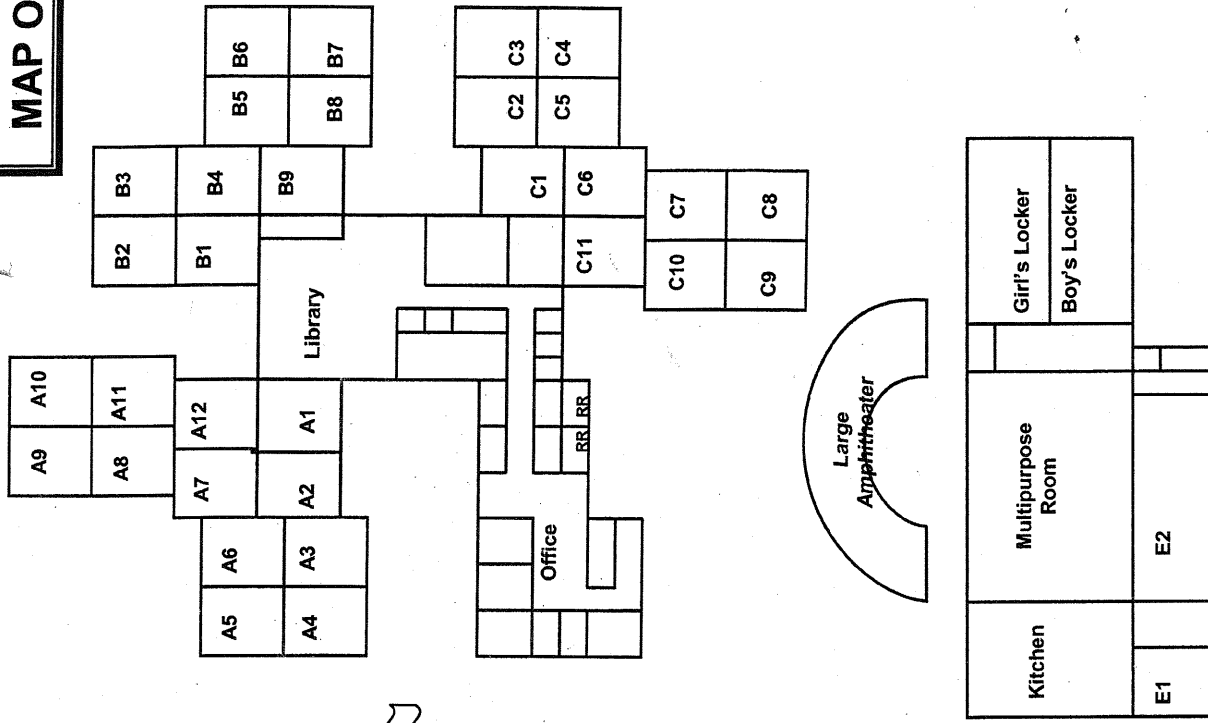 MAP O
A10
A9
A11
A8
A12
A7
A1
A2
A6
A3
A5
A4
B3
B2
B4
B1
B9
B6
B5
B7
B8
Library
C3
C2
C4
C5
C1
C6
C11
C7
C10
C8
C9
RR
RR
Office
Large
Amphitheater
Girl's Locker
Boy's Locker
Multipurpose
Room
Kitchen
E2
E1